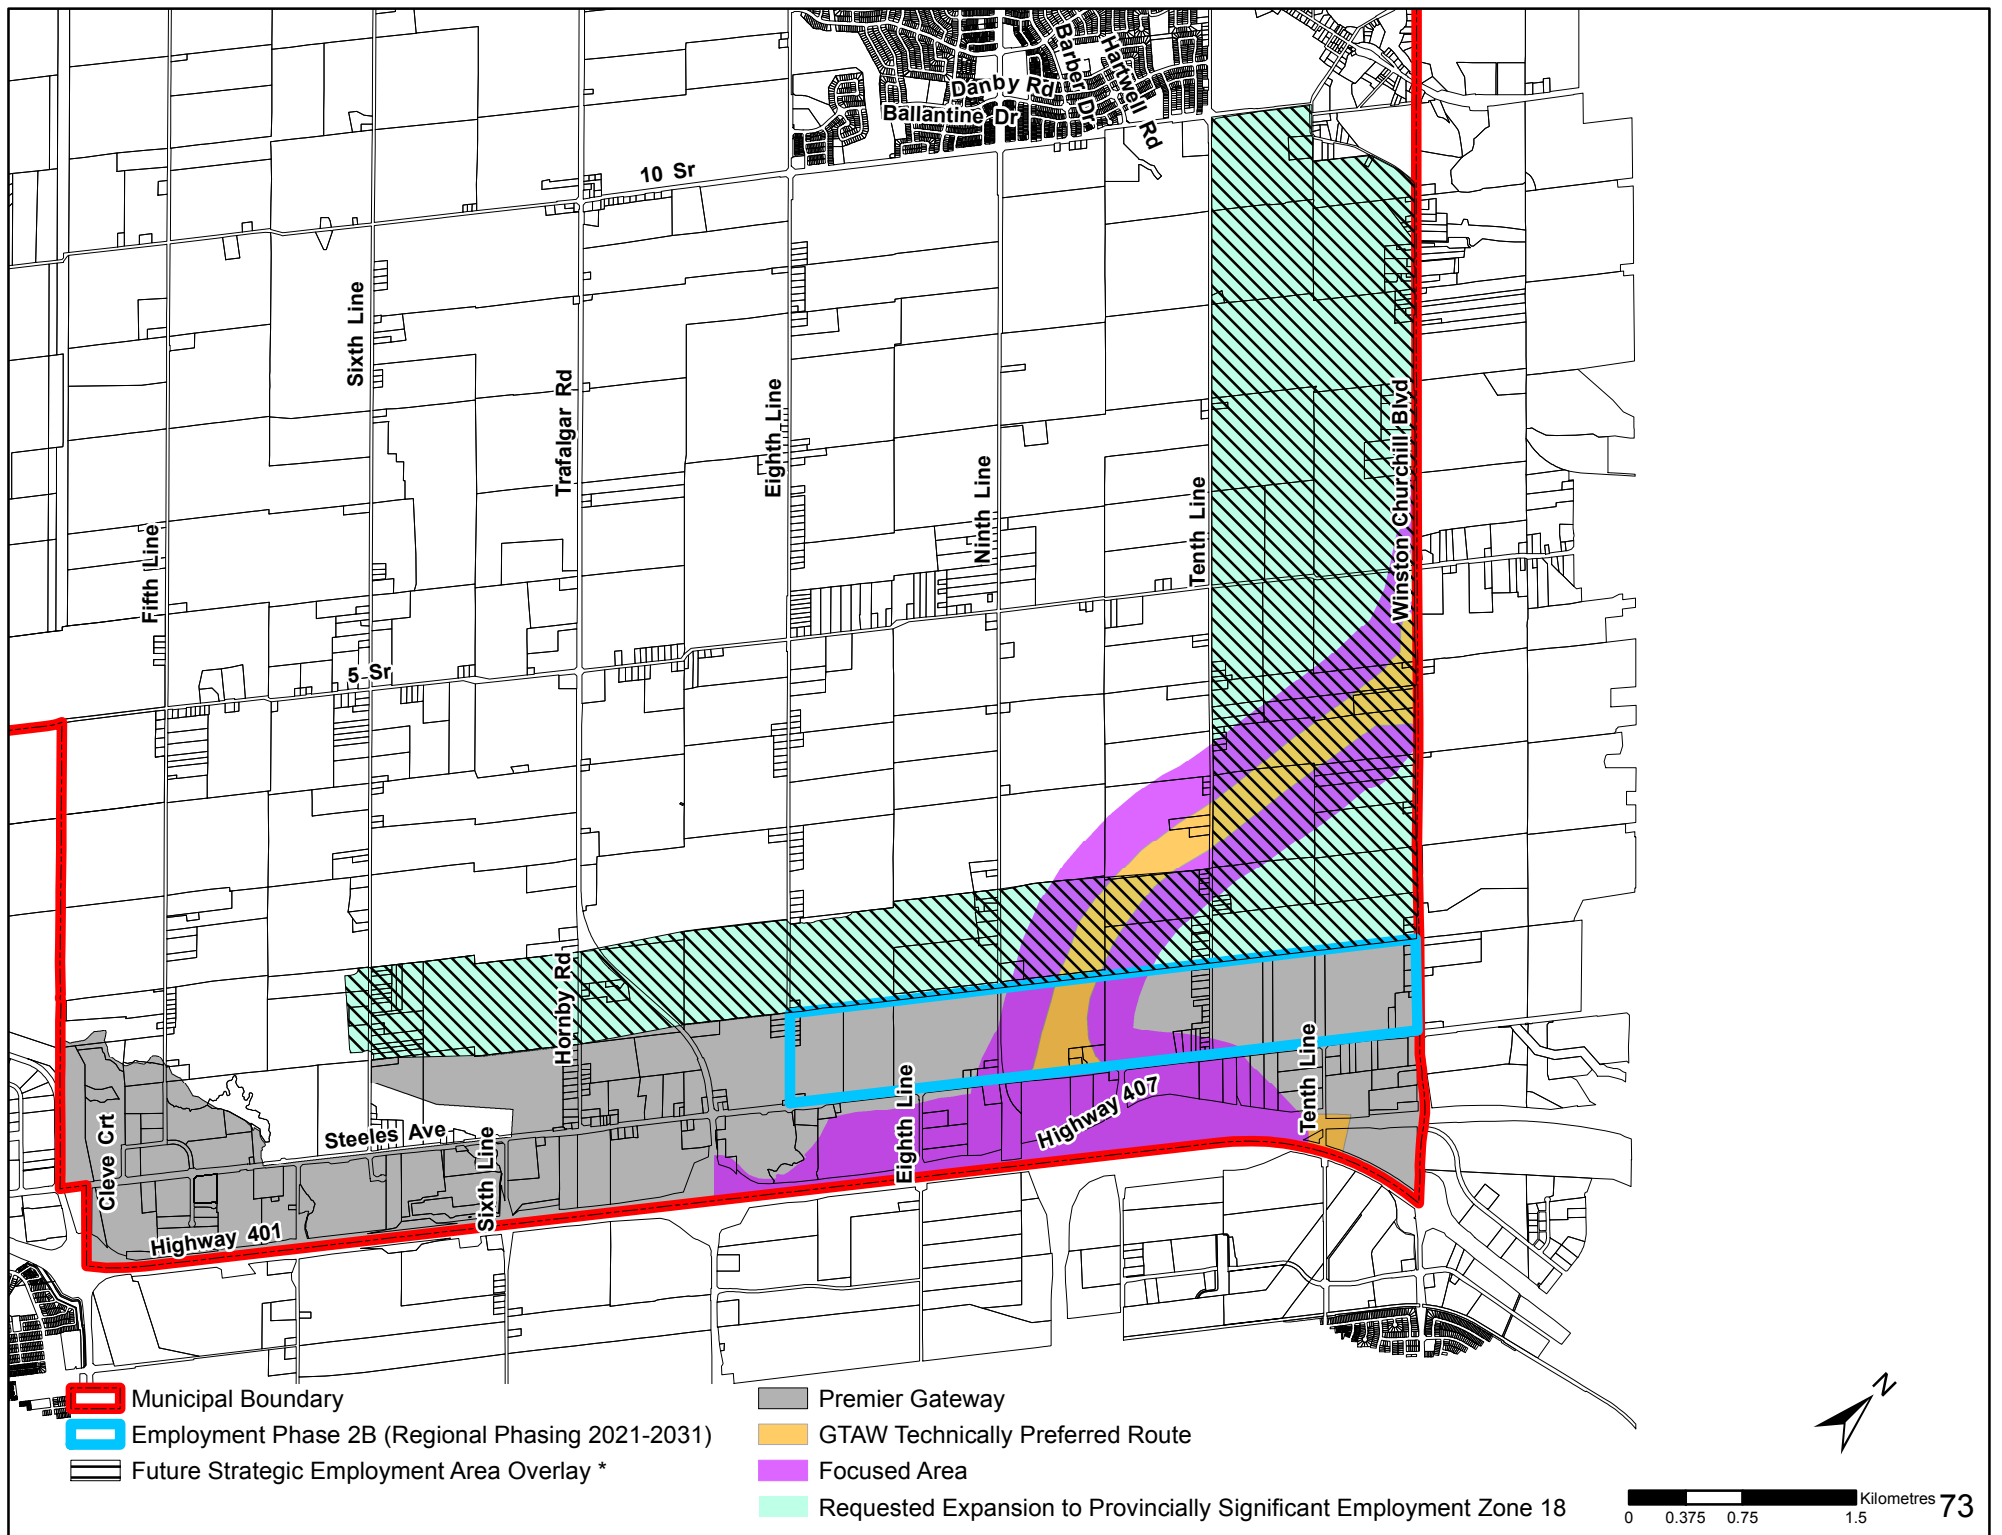 Barber Dr
Hartwell Rd
Danby Rd
Ballantine Dr
10 Sr
Sixth Line
Trafalgar Rd
Eighth Line
Winston Churchill Blvd
Ninth Line
Tenth Line
Fifth Line
5 Sr
Hornby Rd
Tenth Line
Eighth Line
Highway 407
Cleve Crt
Steeles Ave
Sixth Line
Highway 401
Municipal Boundary
Employment Phase 2B (Regional Phasing 2021-2031)
Future Strategic Employment Area Overlay *
Premier Gateway
GTAW Technically Preferred Route
Focused Area
Requested Expansion to Provincially Significant Employment Zone 18
N
Kilometres
0 0.375 0.75 1.5
73